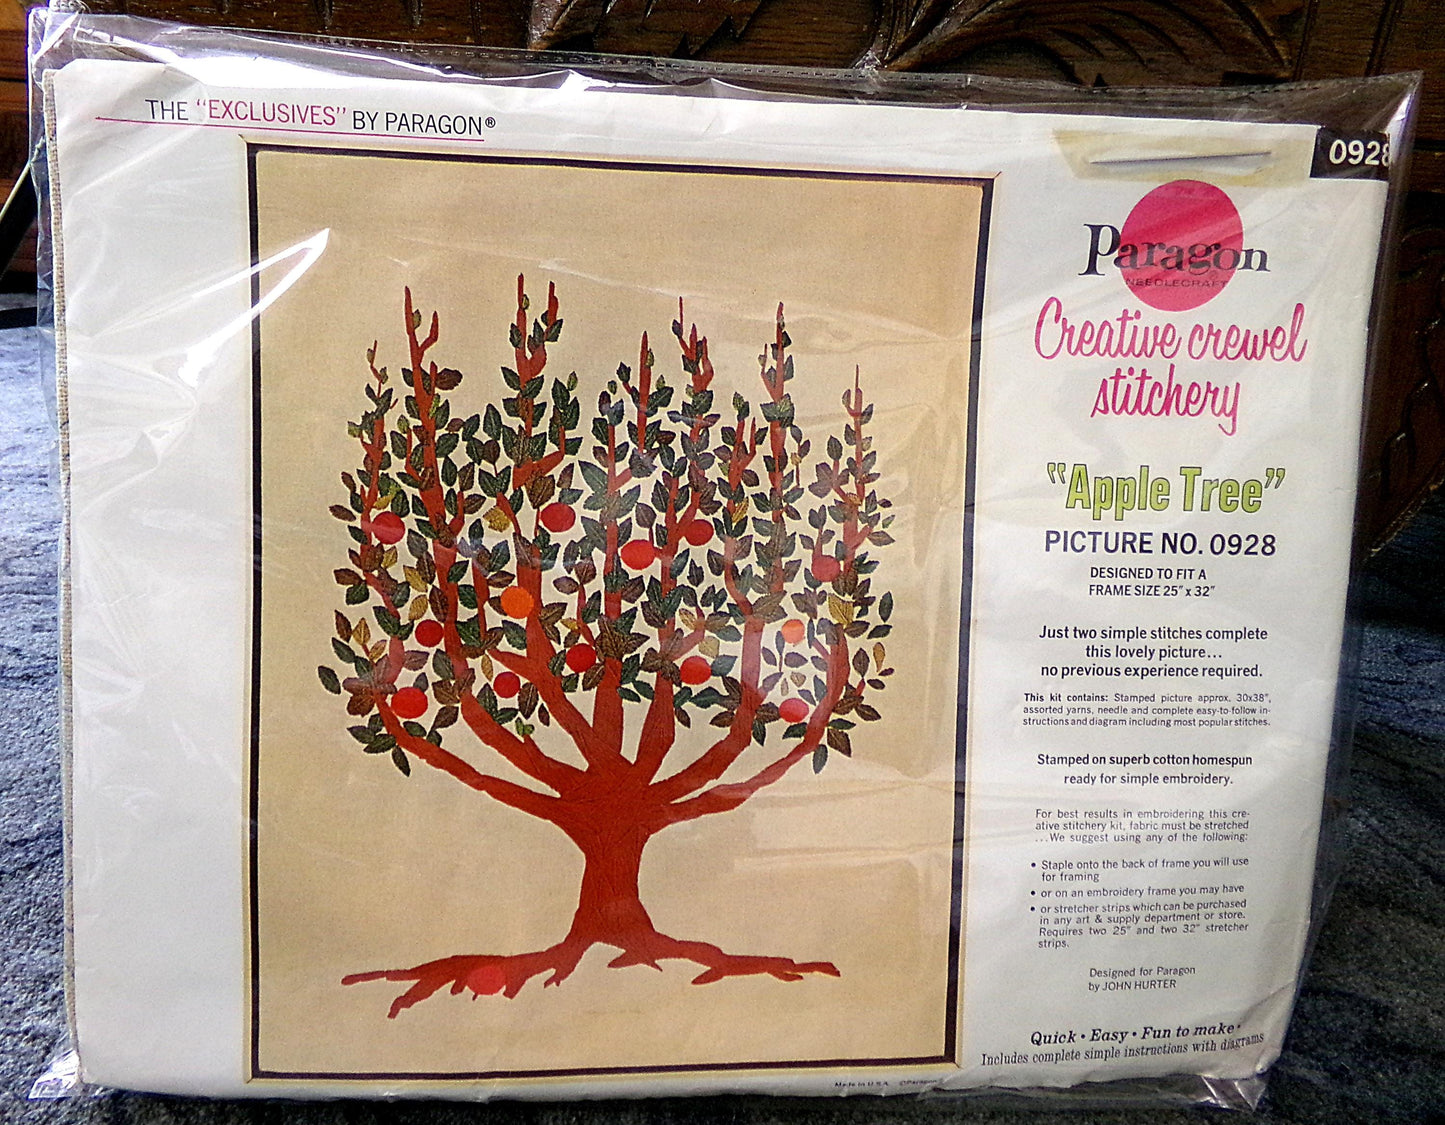 THE "EXCLUSIVES" BY PARAGON®
0928
Paragon
NEEDLECRAFT
Creative crewel
stitchery
"Apple Tree"
PICTURE NO. 0928
DESIGNED TO FIT A
FRAME SIZE 25" x 32"
Just two simple stitches complete
this lovely picture...
no previous experience required.
This kit contains: Stamped picture approx. 30x38",
assorted yarns, needle and complete easy-to-follow in-
structions and diagram including most popular stitches.
Stamped on superb cotton homespun
ready for simple embroidery.
For best results in embroidering this cre-
ative stitchery kit, fabric must be stretched
...We suggest using any of the following:
• Staple onto the back of frame you will use
for framing
• or on an embroidery frame you may have
• or stretcher strips which can be purchased
in any art & supply department or store.
Requires two 25" and two 32" stretcher
strips.
Designed for Paragon
by JOHN HURTER
Quick • Easy • Fun to make •
Includes complete simple instructions with diagrams
Made in U.S.A. ©Paragon